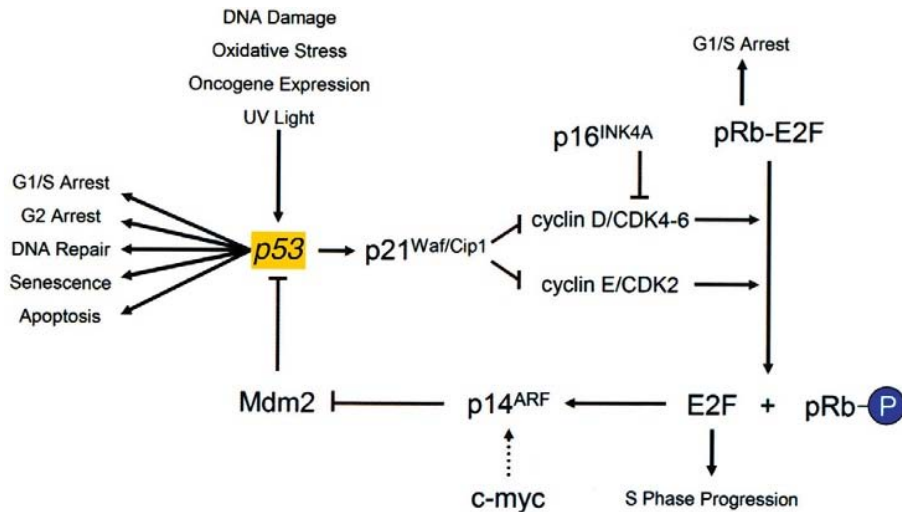 DNA Damage
Oxidative Stress
Oncogene Expression
UV Light
G1/S Arrest
p16INK4A
pRb-E2F
G1/S Arrest
G2 Arrest
DNA Repair
Senescence
Apoptosis
p53
p21Waf/Cip1
cyclin D/CDK4-6
cyclin E/CDK2
Mdm2
p14ARF
E2F + pRb-P
c-myc
S Phase Progression